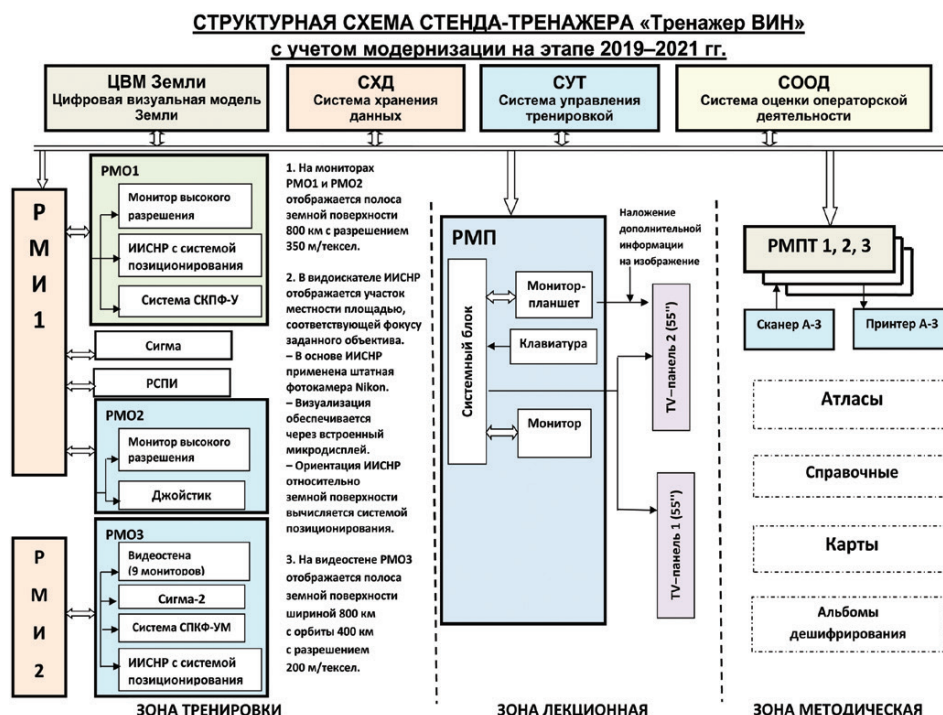 СТРУКТУРНАЯ СХЕМА СТЕНДА-ТРЕНАЖЕРА «Тренажер ВИН»
с учетом модернизации на этапе 2019–2021 гг.
ЦВМ Земли
Цифровая визуальная модель
Земли
СХД
Система хранения
данных
СУТ
Система управления
тренировкой
СООД
Система оценки операторской
деятельности
Р
М
И
1
РМО1
Монитор высокого
разрешения
ИИСНР с системой
позиционирования
Система СКПФ-У
Сигма
РСПИ
РМО2
Монитор высокого
разрешения
Джойстик
Р
М
И
2
РМО3
Видеостена
(9 мониторов)
Сигма-2
Система СПКФ-УМ
ИИСНР с системой
позиционирования
1. На мониторах
РМО1 и РМО2
отображается полоса
земной поверхности
800 км с разрешением
350 м/тексел.
2. В видоискателе ИИСНР
отображается участок
местности площадью,
соответствующей фокусу
заданного объектива.
– В основе ИИСНР
применена штатная
фотокамера Nikon.
– Визуализация
обеспечивается
через встроенный
микродисплей.
– Ориентация ИИСНР
относительно
земной поверхности
вычисляется системой
позиционирования.
3. На видеостене РМО3
отображается полоса
земной поверхности
шириной 800 км
с орбиты 400 км
с разрешением
200 м/тексел.
ЗОНА ТРЕНИРОВКИ
РМП
Системный блок
Монитор-
планшет
Клавиатура
Монитор
Наложение
дополнительной
информации
на изображение
TV–панель 2 (55")
TV–панель 1 (55")
ЗОНА ЛЕКЦИОННАЯ
РМПТ 1, 2, 3
Сканер А-3
Принтер А-3
Атласы
Справочные
Карты
Альбомы
дешифрирования
ЗОНА МЕТОДИЧЕСКАЯ